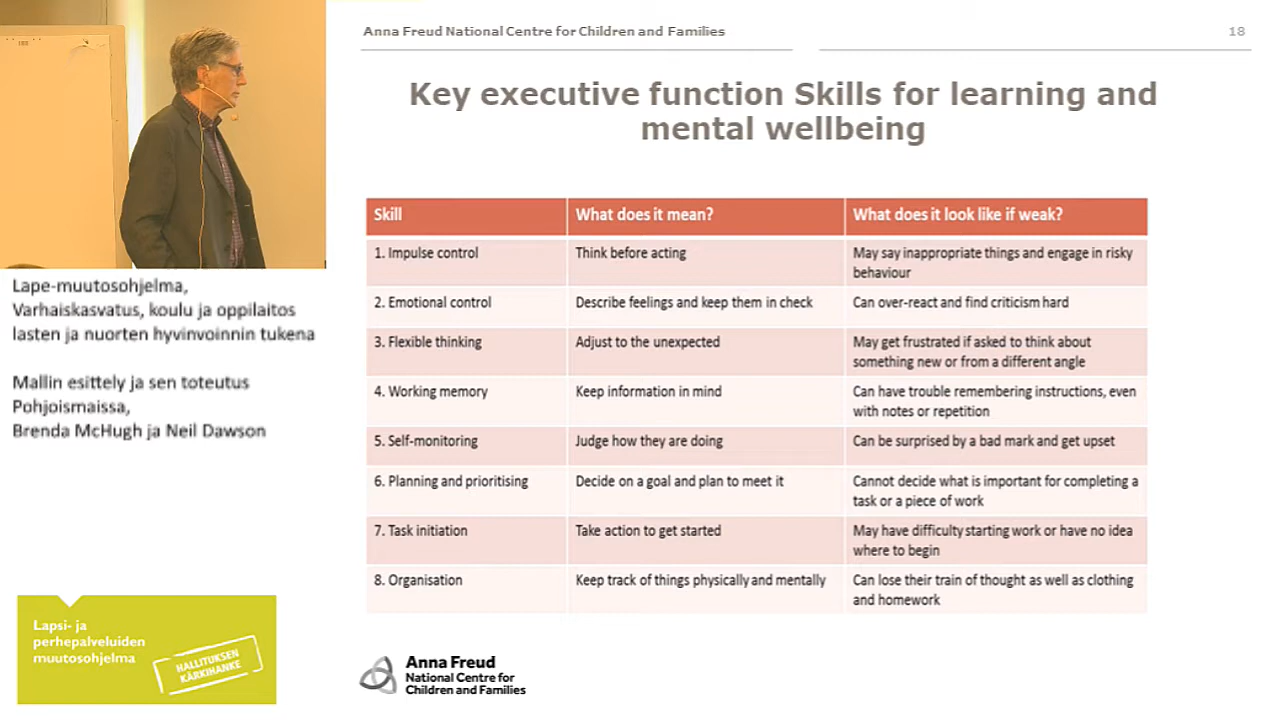 Anna Freud National Centre for Children and Families
18
Key executive function Skills for learning and
mental wellbeing
Skill
What does it mean?
What does it look like if weak?
1. Impulse control
Think before acting
May say inappropriate things and engage in risky
behaviour
2. Emotional control
Describe feelings and keep them in check
Can over-react and find criticism hard
3. Flexible thinking
Adjust to the unexpected
May get frustrated if asked to think about
something new or from a different angle
4. Working memory
Keep information in mind
Can have trouble remembering instructions, even
with notes or repetition
5. Self-monitoring
Judge how they are doing
Can be surprised by a bad mark and get upset
6. Planning and prioritising
Decide on a goal and plan to meet it
Cannot decide what is important for completing a
task or a piece of work
7. Task initiation
Take action to get started
May have difficulty starting work or have no idea
where to begin
8. Organisation
Keep track of things physically and mentally
Can lose their train of thought as well as clothing
and homework
Lape-muutosohjelma,
Varhaiskasvatus, koulu ja oppilaitos
lasten ja nuorten hyvinvoinnin tukena
Mallin esittely ja sen toteutus
Pohjoismaissa,
Brenda McHugh ja Neil Dawson
Lapsi- ja
perhepalveluiden
muutosohjelma
HALLITUKSEN
KÄRKIHANKE
Anna Freud
National Centre for
Children and Families